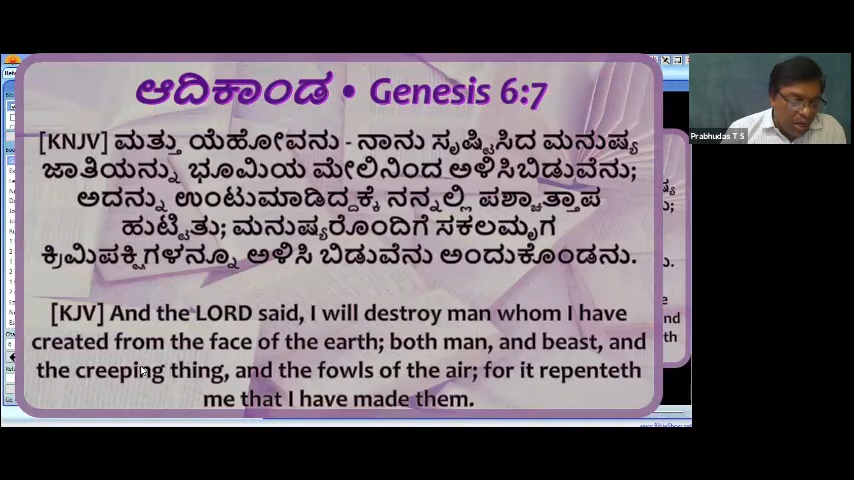 ಆದಿಕಾಂಡ • Genesis 6:7
[KNJV] ಮತ್ತು ಯೆಹೋವನು - ನಾನು ಸೃಷ್ಟಿಸಿದ ಮನುಷ್ಯ
ಜಾತಿಯನ್ನು ಭೂಮಿಯ ಮೇಲಿನಿಂದ ಅಳಿಸಿಬಿಡುವೆನು;
ಅದನ್ನು ಉಂಟುಮಾಡಿದ್ದಕ್ಕೆ ನನ್ನಲ್ಲಿ ಪಶ್ಚಾತ್ತಾಪ
ಹುಟ್ಟಿತು; ಮನುಷ್ಯರೊಂದಿಗೆ ಸಕಲಮೃಗ
ಕ್ರಿಮಿಪಕ್ಷಿಗಳನ್ನೂ ಅಳಿಸಿ ಬಿಡುವೆನು ಅಂದುಕೊಂಡನು.
[KJV] And the LORD said, I will destroy man whom I have
created from the face of the earth; both man, and beast, and
the creeping thing, and the fowls of the air; for it repenteth
me that I have made them.
Prabhudas T S